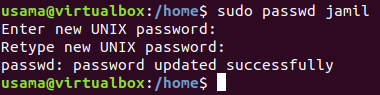 usama@virtualbox:/home$ sudo passwd jamil
Enter new UNIX password:
Retype new UNIX password:
passwd: password updated successfully
usama@virtualbox:/home$